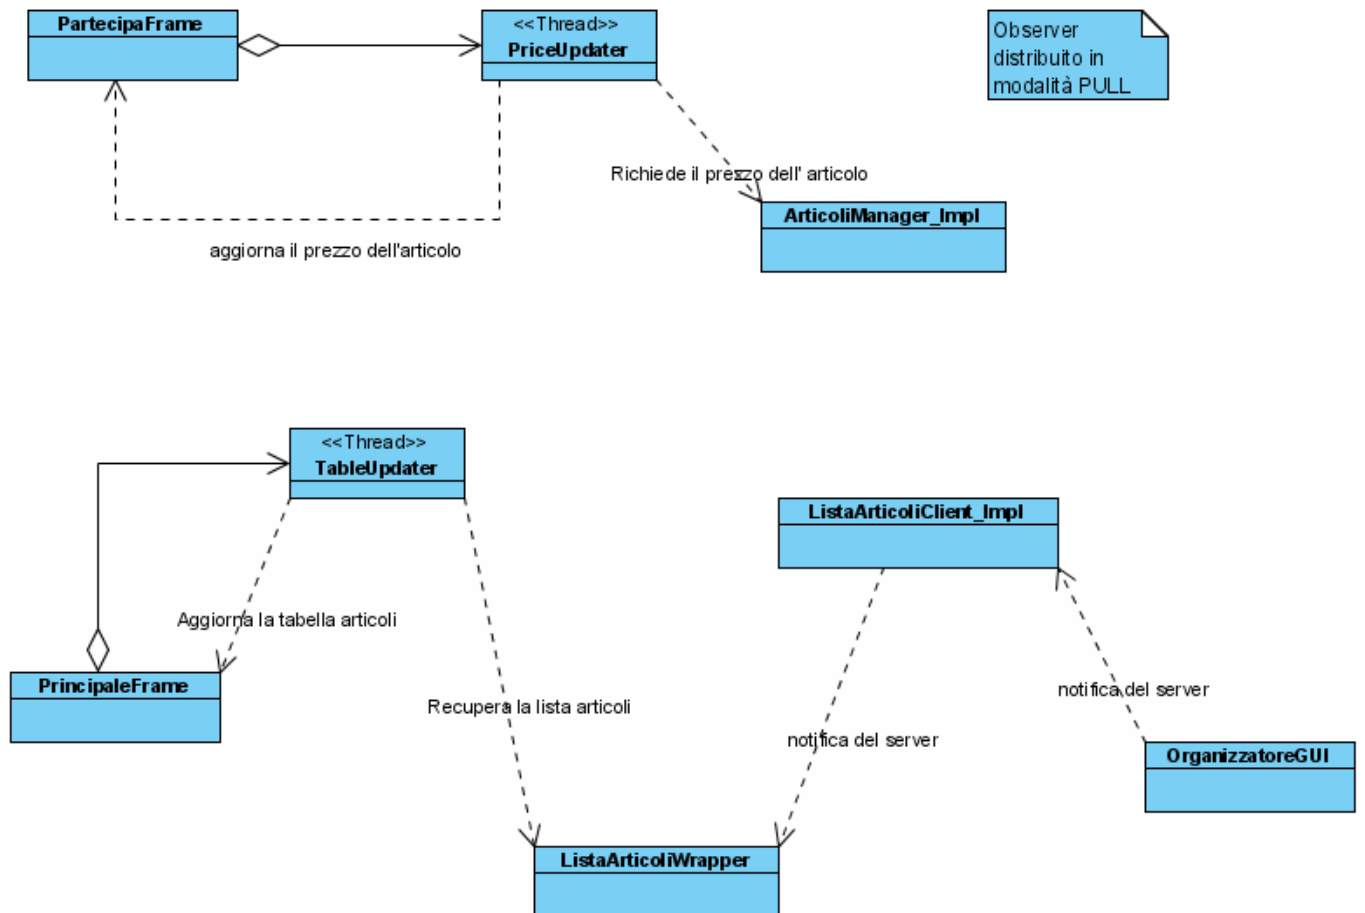 PartecipaFrame
<<Thread>>
PriceUpdater
Observer
distribuito in
modalità PULL
Richiede il prezzo dell' articolo
ArticoliManager_Impl
aggiorna il prezzo dell'articolo
<<Thread>>
TableUpdater
ListaArticoliClient_Impl
Aggiorna la tabella articoli
PrincipaleFrame
Recupera la lista articoli
notifica del server
notifica del server
OrganizzatoreGUI
ListaArticoliWrapper